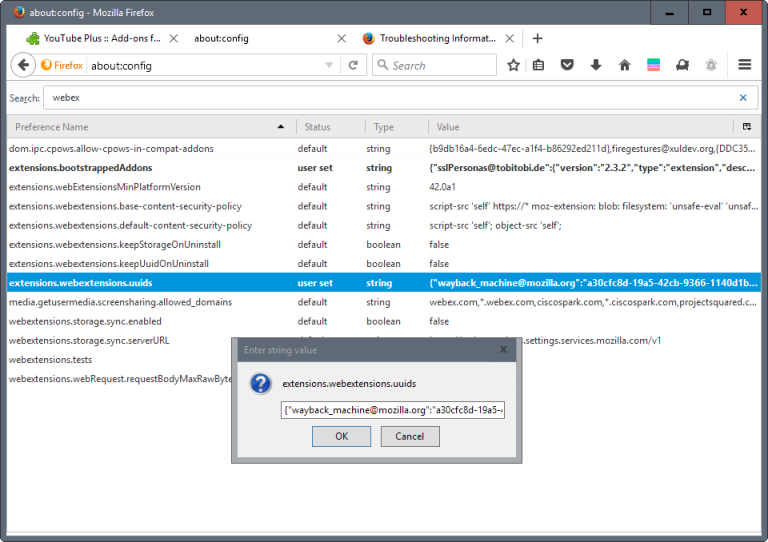 about:config - Mozilla Firefox
YouTube Plus :: Add-ons f...
about:config
Troubleshooting Informat...
Firefox
about:config
Search
Search:
webex
Preference Name Status Type Value
dom.ipc.cpows.allow-cpows-in-compat-addons default string {b9db16a4-6edc-47ec-a1f4-b86292ed211d},firegestures@xuldev.org,{DDC35...
extensions.bootstrappedAddons user set string {"sslPersonas@tobitobi.de":{"version":"2.3.2","type":"extension","desc...
extensions.webExtensionsMinPlatformVersion default string 42.0a1
extensions.webextensions.base-content-security-policy default string script-src 'self' https://* moz-extension: blob: filesystem: 'unsafe-eval' 'unsaf...
extensions.webextensions.default-content-security-policy default string script-src 'self'; object-src 'self';
extensions.webextensions.keepStorageOnUninstall default boolean false
extensions.webextensions.keepUuidOnUninstall default boolean false
extensions.webextensions.uuids user set string {"wayback_machine@mozilla.org":"a30cfc8d-19a5-42cb-9366-1140d1b...
media.getusermedia.screensharing.allowed_domains default string webex.com,*.webex.com,ciscospark.com,*.ciscospark.com,projectsquared.c...
webextensions.storage.sync.enabled default boolean false
webextensions.storage.sync.serverURL default .settings.services.mozilla.com/v1
webextensions.tests
webextensions.webRequest.requestBodyMaxRawByte
Enter string value
extensions.webextensions.uuids
{"wayback_machine@mozilla.org":"a30cfc8d-19a5-4
OK
Cancel